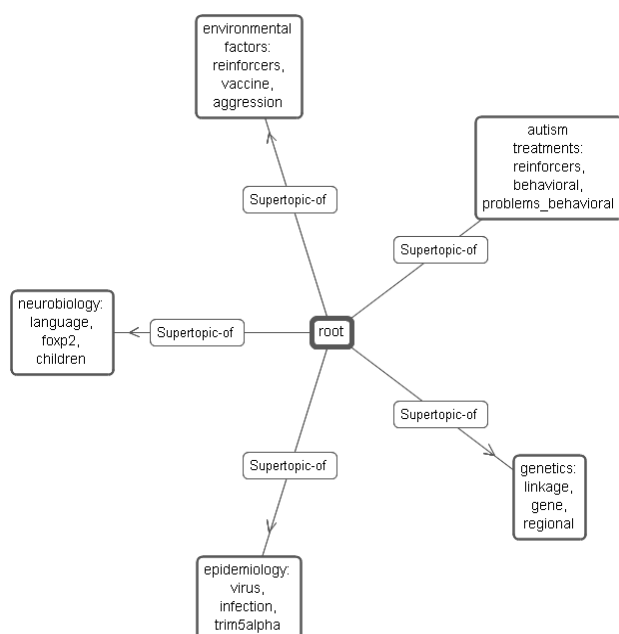 environmental
factors:
reinforcers,
vaccine,
aggression
autism
treatments:
reinforcers,
behavioral,
problems_behavioral
Supertopic-of
Supertopic-of
neurobiology:
language,
foxp2,
children
Supertopic-of
root
Supertopic-of
Supertopic-of
genetics:
linkage,
gene,
regional
epidemiology:
virus,
infection,
trim5alpha